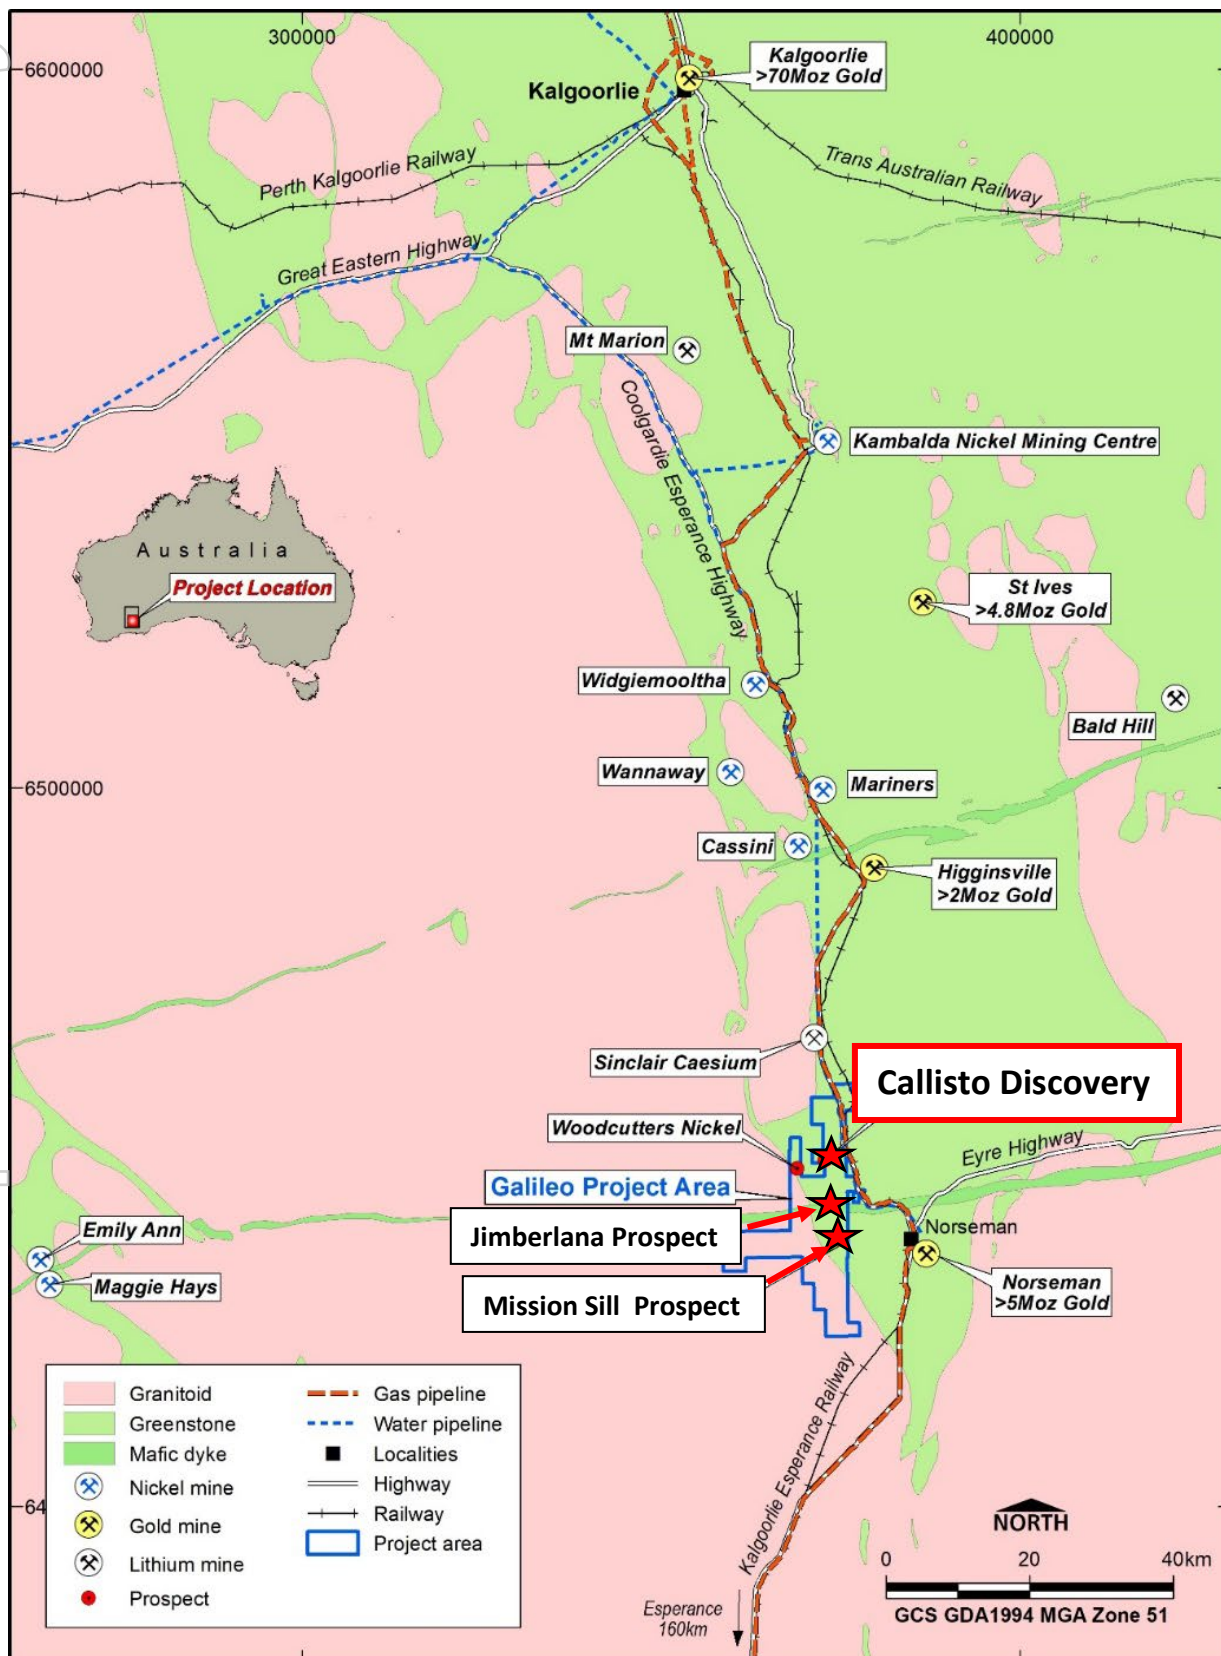 300000
400000
6600000
Kalgoorlie
>70Moz Gold
Kalgoorlie
Perth Kalgoorlie Railway
Trans Australian Railway
Great Eastern Highway
Mt Marion
Coolgardie Esperance Highway
Kambalda Nickel Mining Centre
Australia
Project Location
St Ives
>4.8Moz Gold
Widgiemooltha
Bald Hill
Wannaway
6500000
Mariners
Cassini
Higginsville
>2Moz Gold
Sinclair Caesium
Callisto Discovery
Woodcutters Nickel
Eyre Highway
Galileo Project Area
Emily Ann
Jimberlana Prospect
Norseman
Maggie Hays
Mission Sill Prospect
Norseman
>5Moz Gold
Kalgoorlie Esperance Railway
Granitoid
Greenstone
Mafic dyke
Nickel mine
Gold mine
Lithium mine
Prospect
Gas pipeline
Water pipeline
Localities
Highway
Railway
Project area
64
NORTH
0 20 40km
GCS GDA1994 MGA Zone 51
Esperance
160km